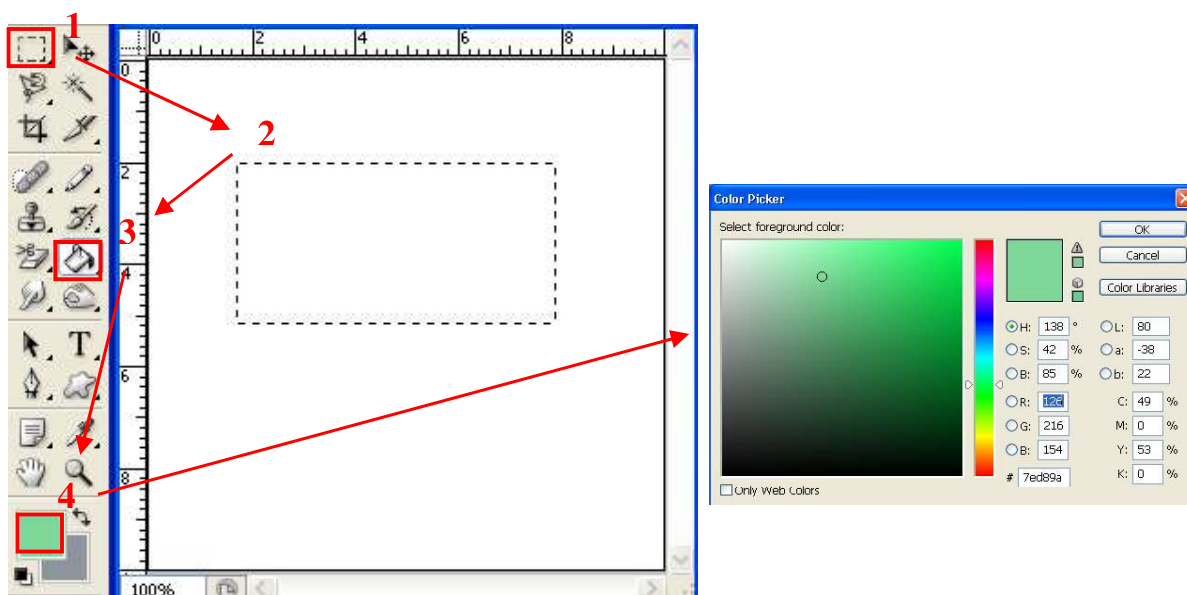 1
0 2 4 6 8
0
2
2
3
4
6
8
4
100%
Color Picker
Select foreground color:
OK
Cancel
Color Libraries
H: 138 ° L: 80
S: 42 % a: -38
B: 85 % b: 22
R: 126 C: 49 %
G: 216 M: 0 %
B: 154 Y: 53 %
# 7ed89a K: 0 %
Only Web Colors
T